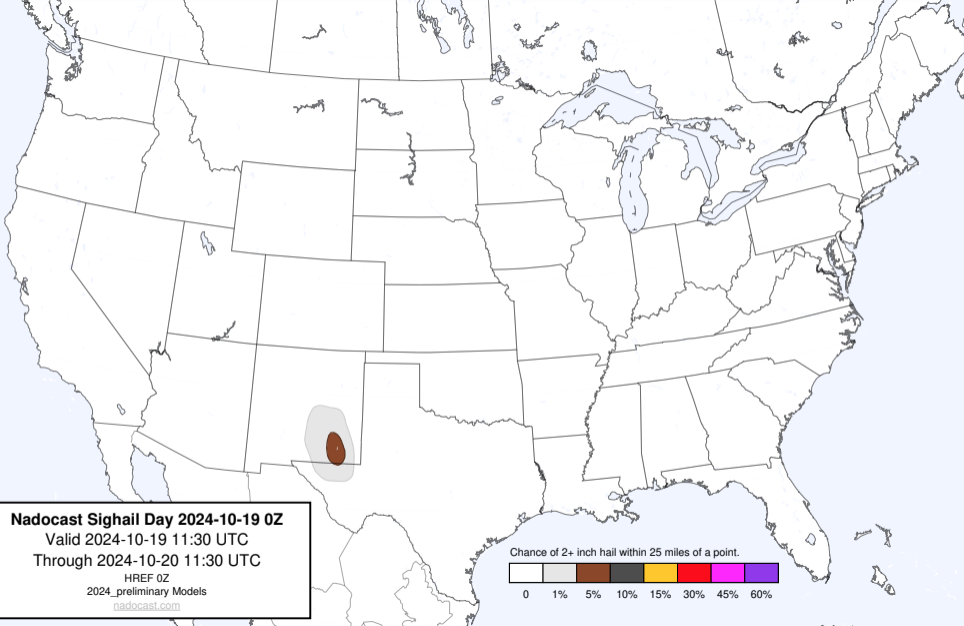 Nadocast Sighail Day 2024-10-19 0Z
Valid 2024-10-19 11:30 UTC
Through 2024-10-20 11:30 UTC
HREF 0Z
2024_preliminary Models
nadocast.com
Chance of 2+ inch hail within 25 miles of a point.
0 1% 5% 10% 15% 30% 45% 60%